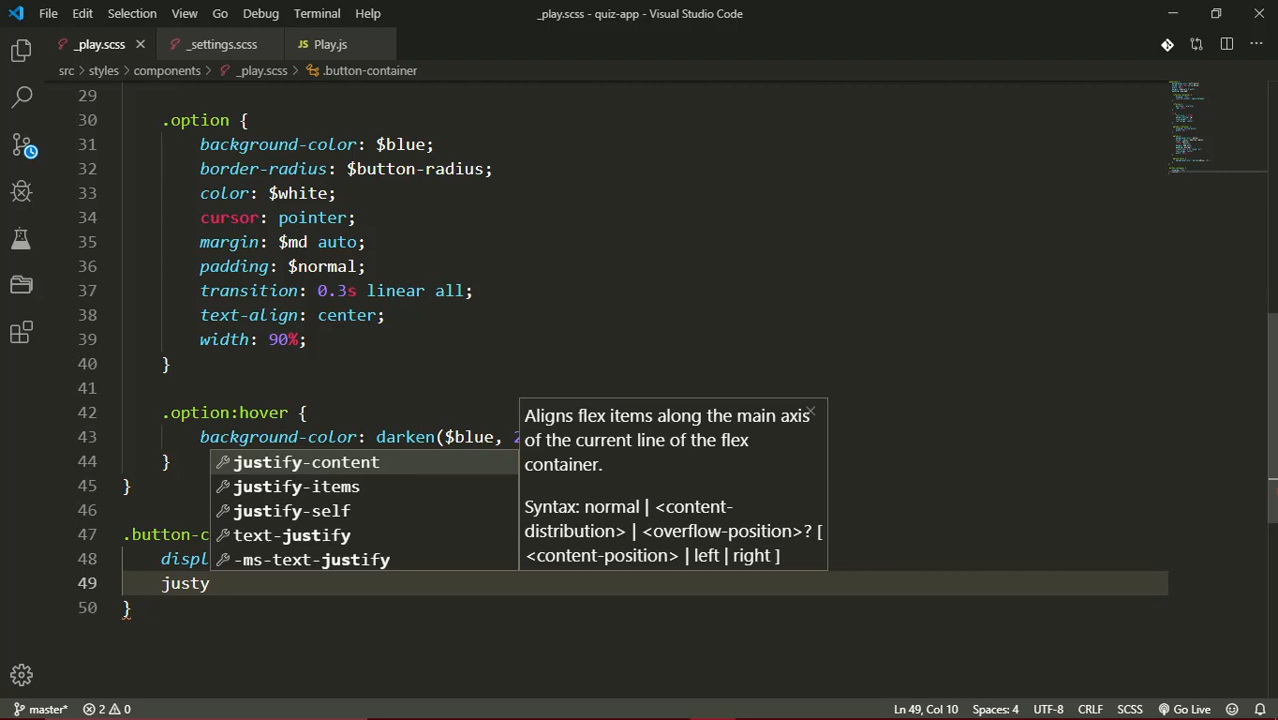 File Edit Selection View Go Debug Terminal Help _play.scss - quiz-app - Visual Studio Code
_play.scss _settings.scss JS Play.js
src > styles > components > _play.scss > .button-container
29
30 .option {
31 background-color: $blue;
32 border-radius: $button-radius;
33 color: $white;
34 cursor: pointer;
35 margin: $md auto;
36 padding: $normal;
37 transition: 0.3s linear all;
38 text-align: center;
39 width: 90%;
40 }
41
42 .option:hover {
43 background-color: darken($blue, 2
44 }
45 }
46
47 .button-c
48 displ
49 justy
50 }
justify-content
justify-items
justify-self
text-justify
-ms-text-justify
Aligns flex items along the main axis
of the current line of the flex
container.
Syntax: normal | <content-
distribution> | <overflow-position>? [
<content-position> | left | right ]
master* 2 0 Ln 49, Col 10 Spaces: 4 UTF-8 CRLF SCSS Go Live